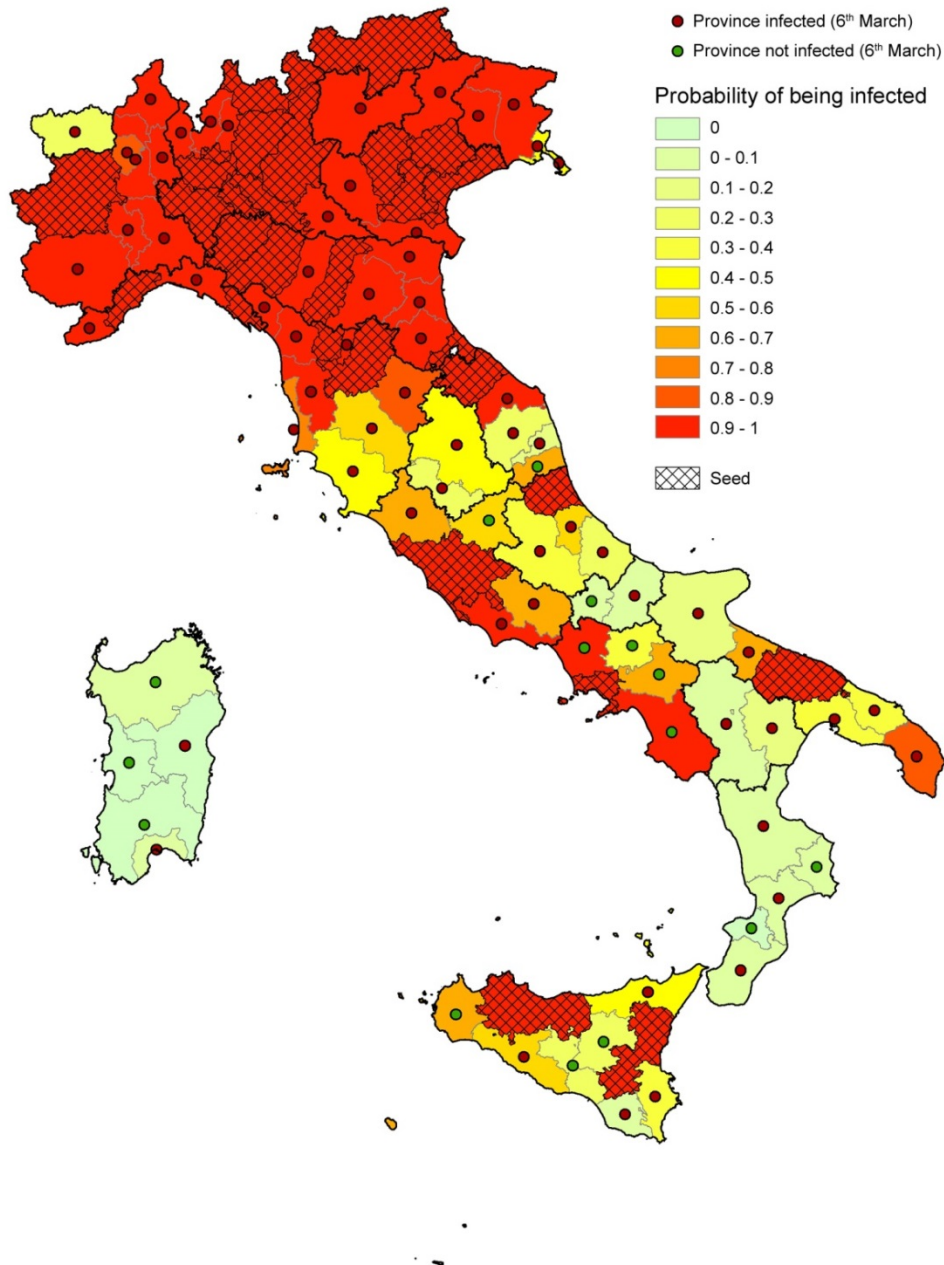 Province infected (6th March)
Province not infected (6th March)
Probability of being infected
0
0 - 0.1
0.1 - 0.2
0.2 - 0.3
0.3 - 0.4
0.4 - 0.5
0.5 - 0.6
0.6 - 0.7
0.7 - 0.8
0.8 - 0.9
0.9 - 1
Seed